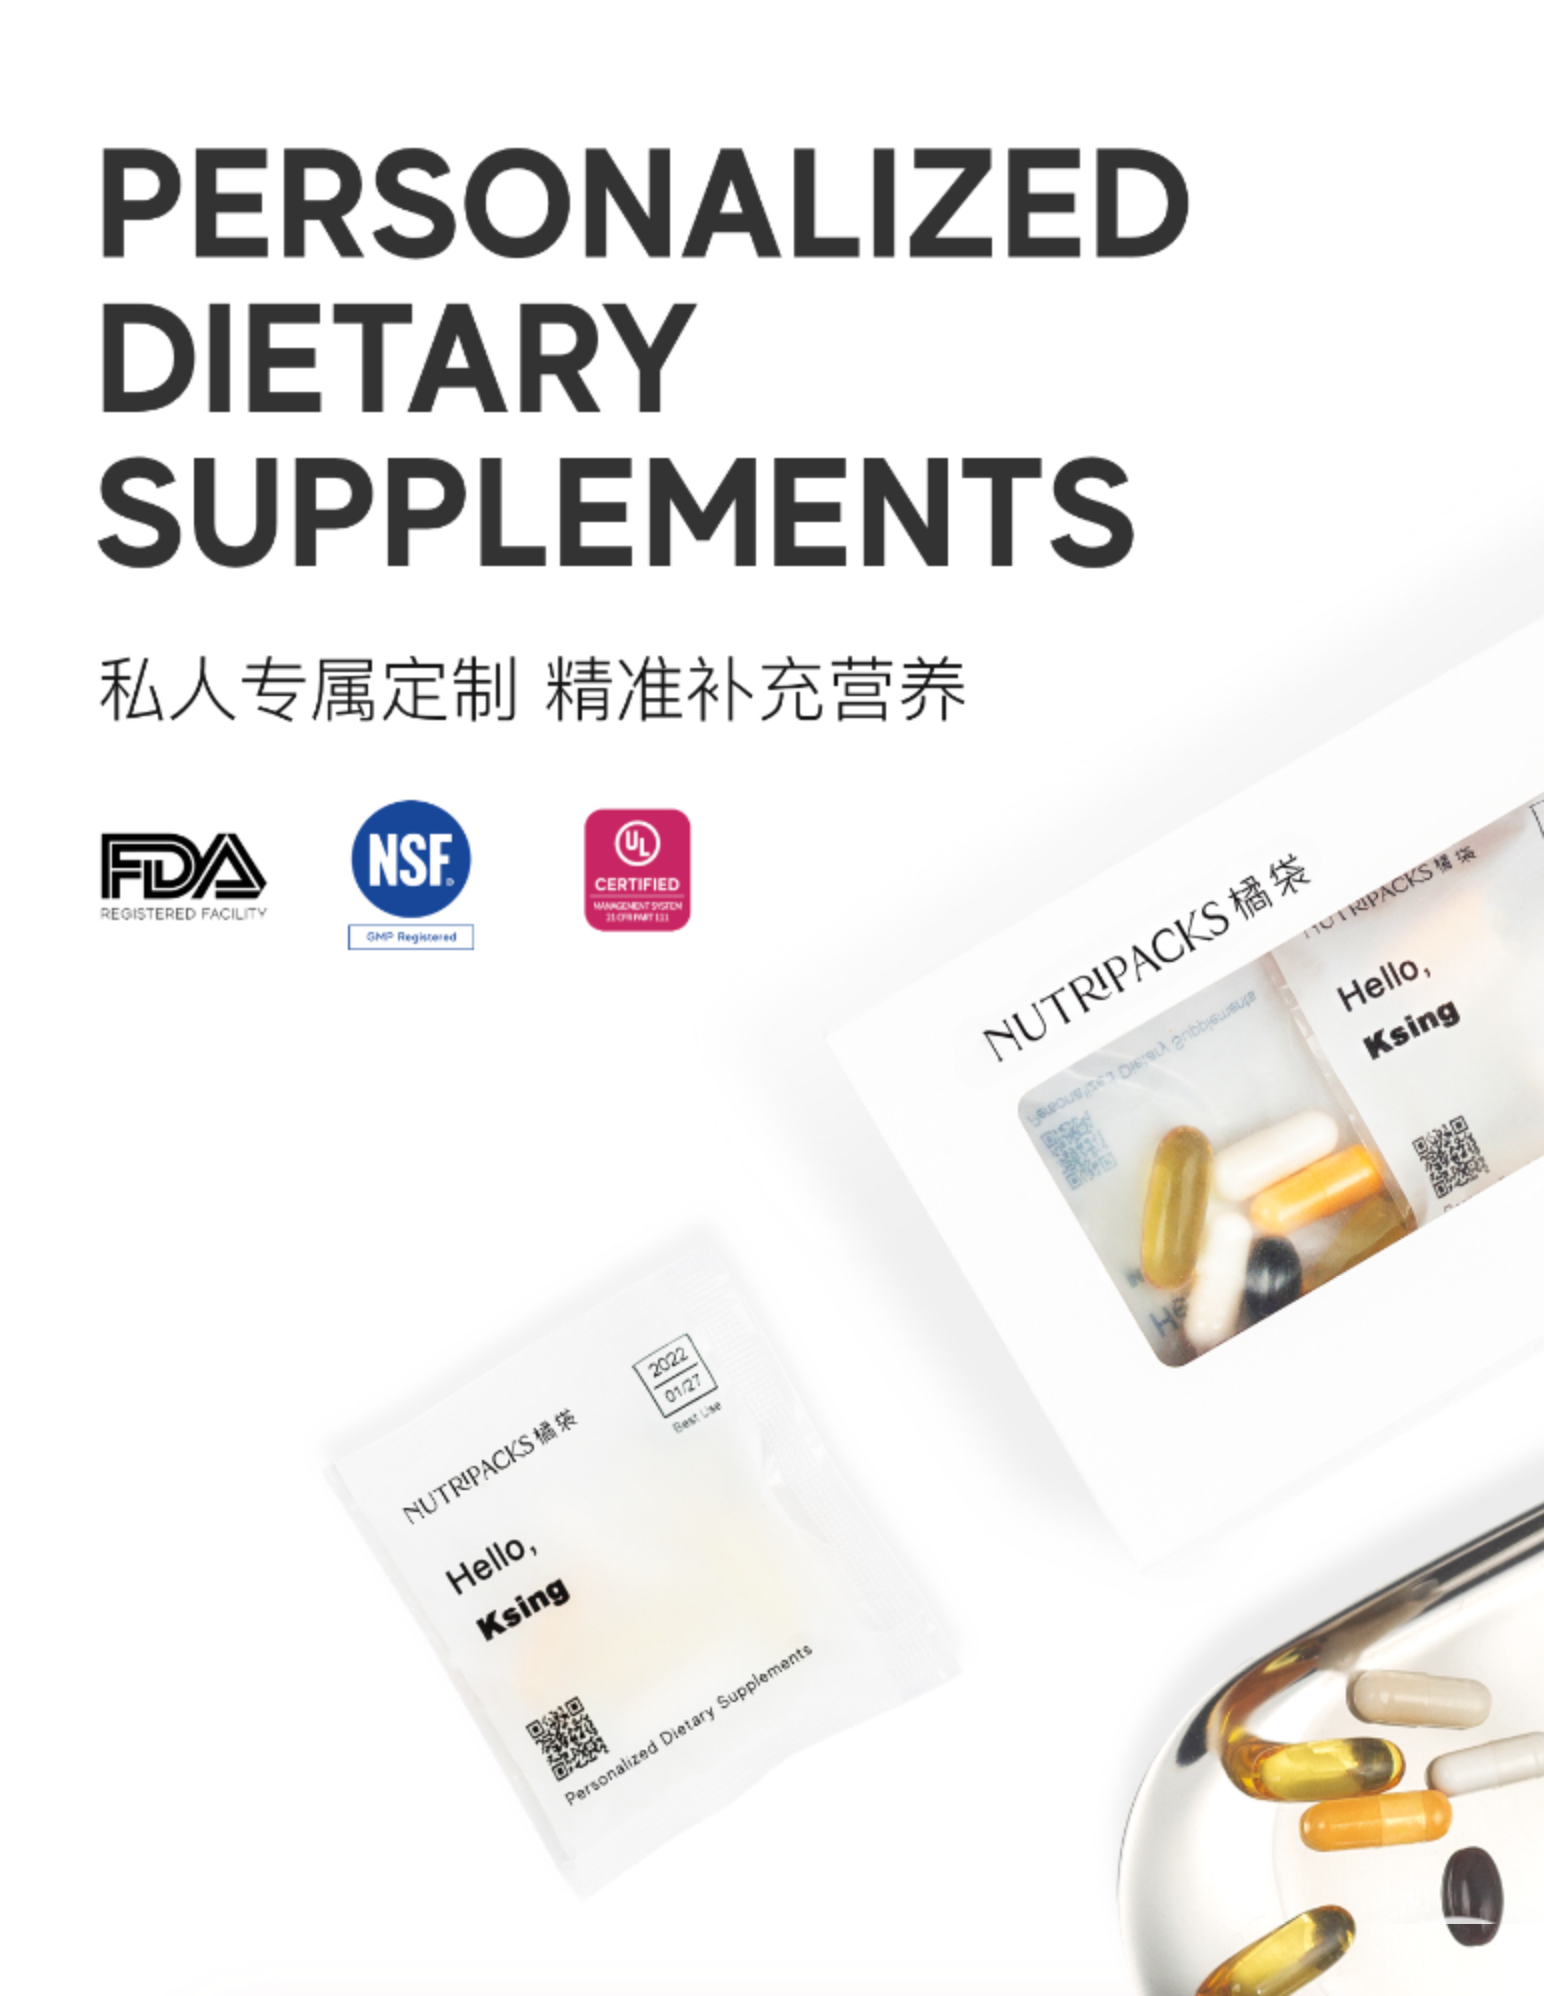 PERSONALIZED
DIETARY
SUPPLEMENTS
私人专属定制 精准补充营养
FDA
REGISTERED FACILITY
NSF
GMP Registered
UL
CERTIFIED
MANAGEMENT SYSTEM
21 CFR PART 111
NUTRIPACKS 橘袋
Personalized Dietary Supplements
He
NUTRIPACKS 橘袋
Hello,
Ksing
2022
01/27
Best Use
NUTRIPACKS 橘袋
Hello,
Ksing
Personalized Dietary Supplements